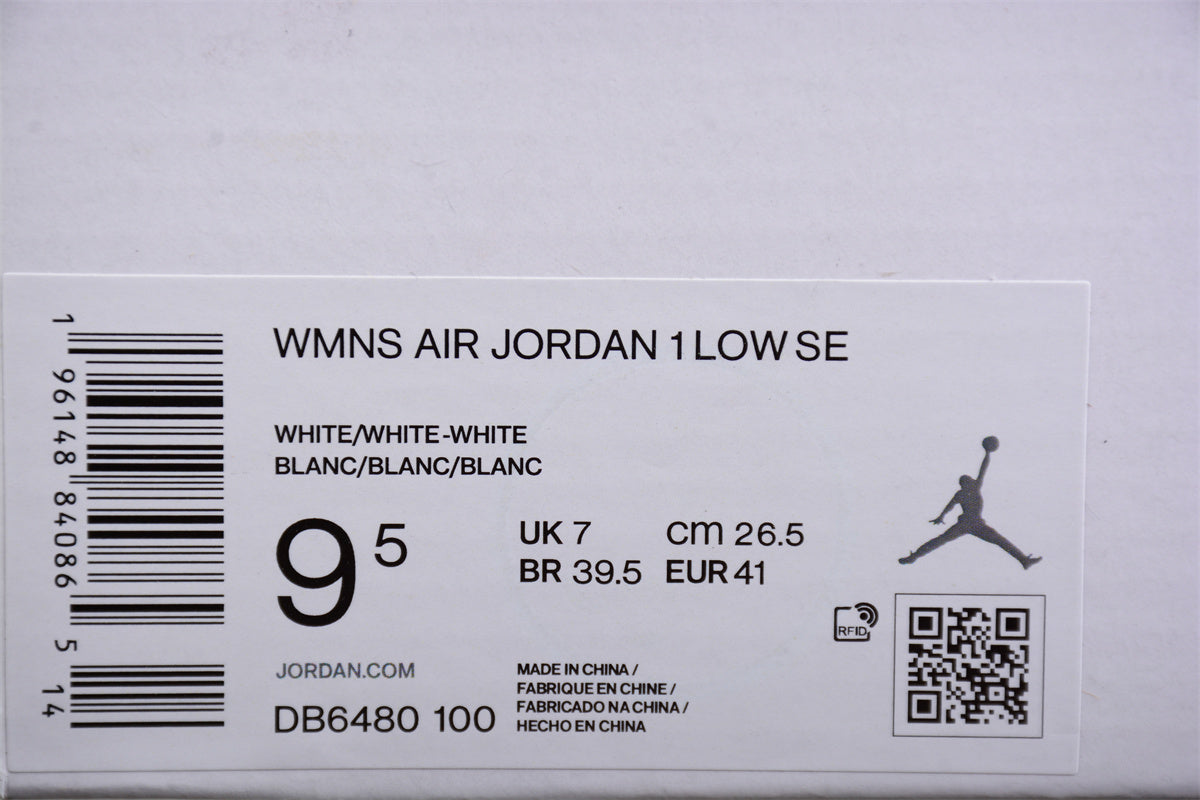 WMNS AIR JORDAN 1 LOW SE
WHITE/WHITE-WHITE
BLANC/BLANC/BLANC
9 5
UK 7 cm 26.5
BR 39.5 EUR 41
RFID
JORDAN.COM
DB6480 100
MADE IN CHINA /
FABRIQUE EN CHINE /
FABRICADO NA CHINA /
HECHO EN CHINA
1 96148 84086 5 14